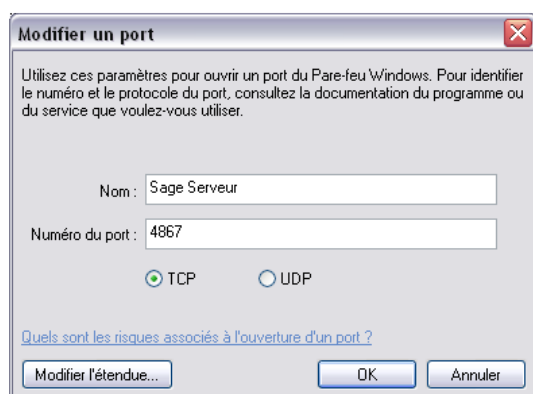 Modifier un port
Utilisez ces paramètres pour ouvrir un port du Pare-feu Windows. Pour identifier
le numéro et le protocole du port, consultez la documentation du programme ou
du service que voulez-vous utiliser.
Nom : Sage Serveur
Numéro du port : 4867
TCP UDP
Quels sont les risques associés à l'ouverture d'un port ?
Modifier l'étendue... OK Annuler